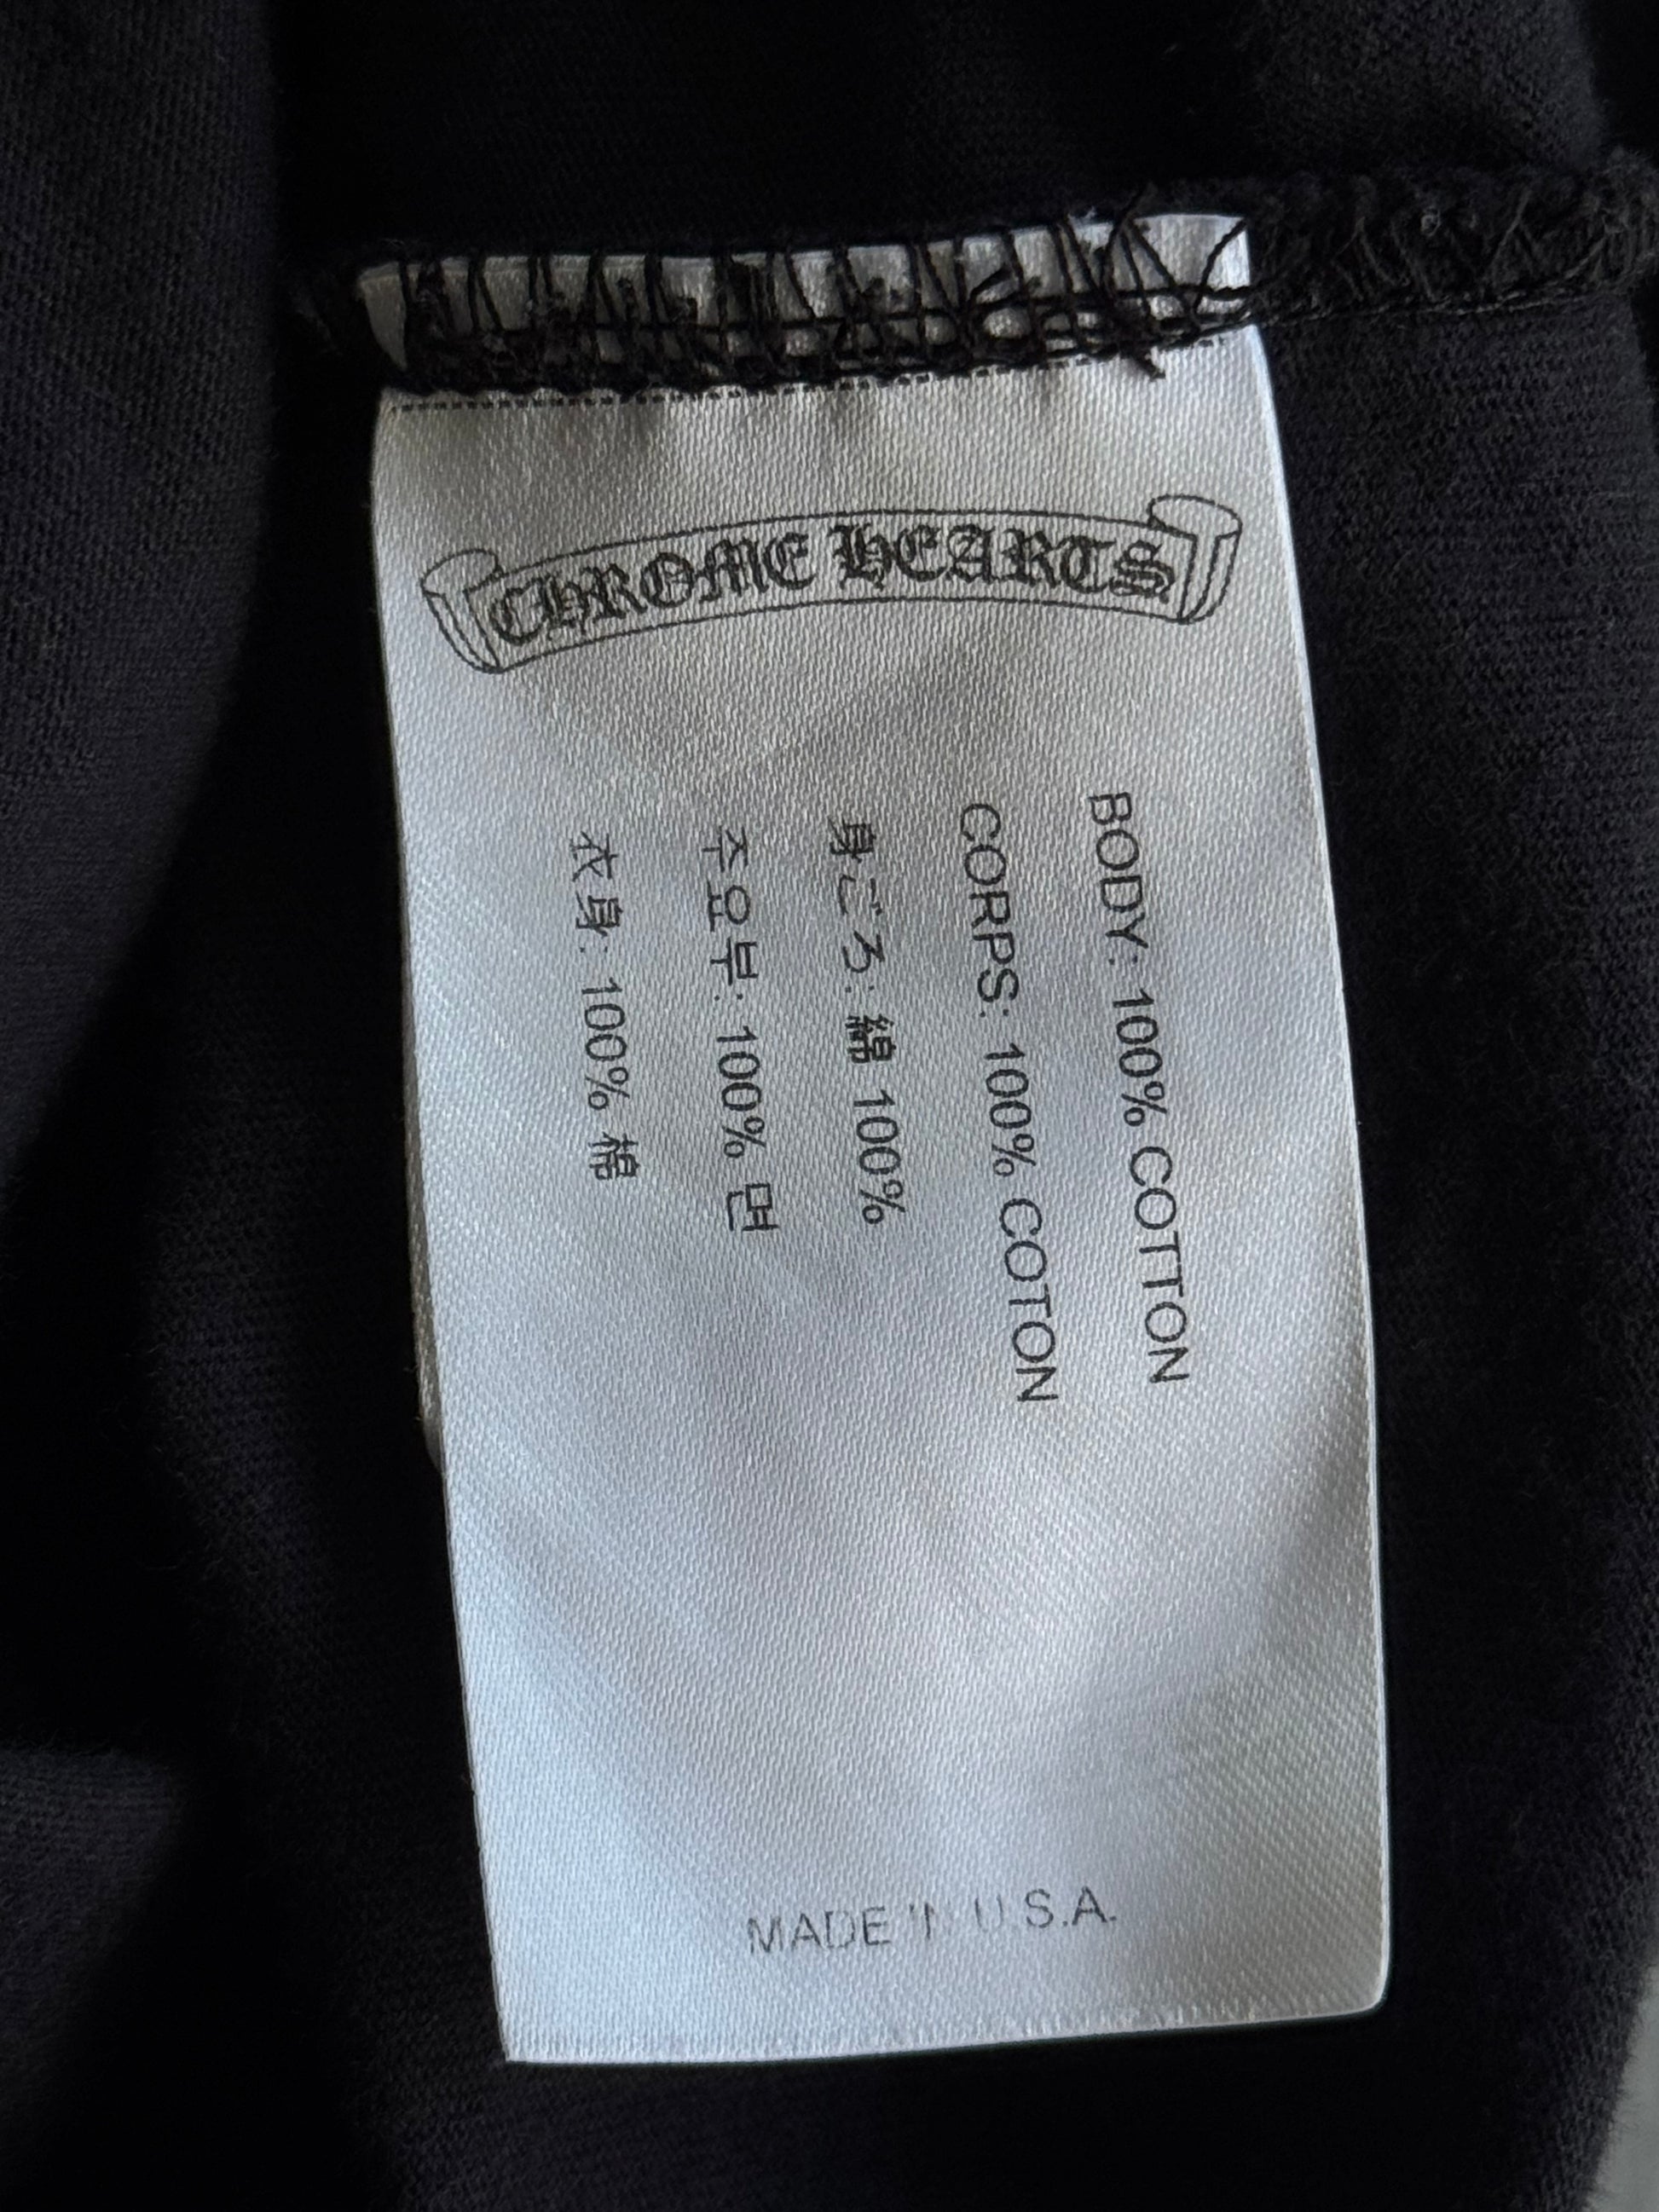 CHROME HEARTS
BODY: 100% COTTON
CORPS: 100% COTON
身ごろ: 綿 100%
주요부: 100% 면
衣身: 100% 棉
MADE IN U.S.A.